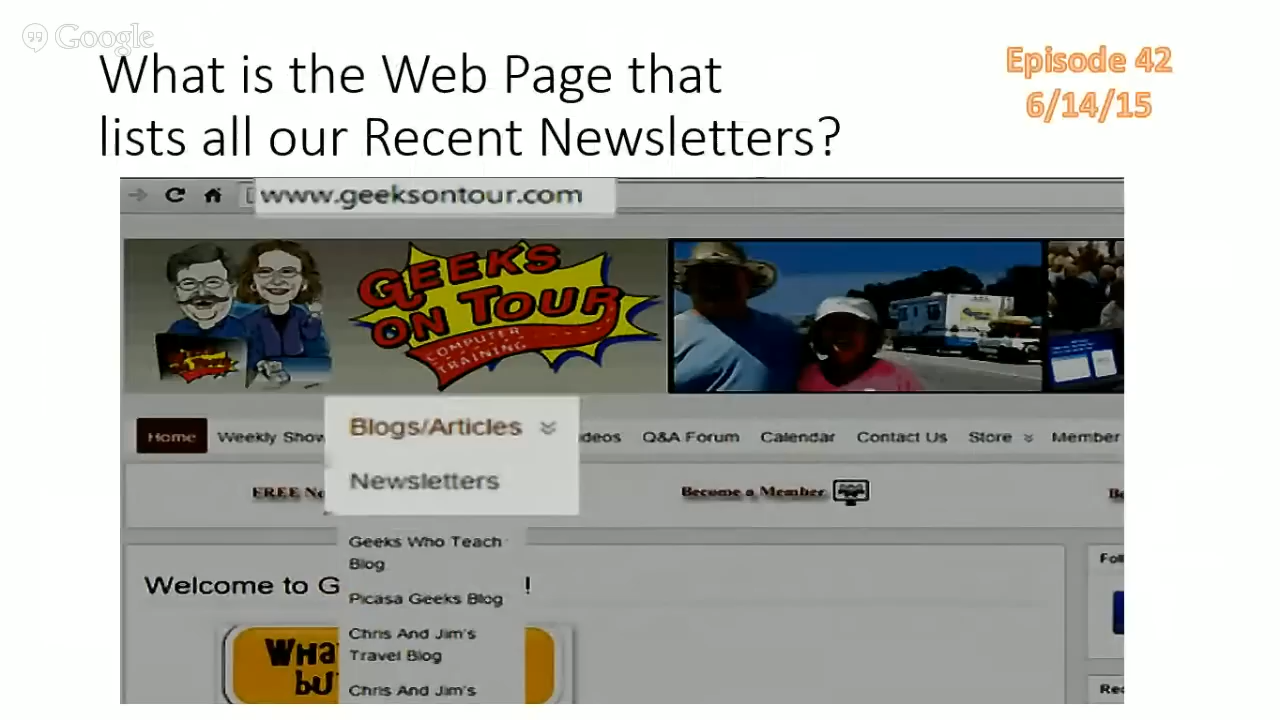 Google
What is the Web Page that
lists all our Recent Newsletters?
Episode 42
6/14/15
www.geeksontour.com
GEEKS
ON TOUR
COMPUTER
TRAINING
Home Weekly Show Blogs/Articles Q&A Forum Calendar Contact Us Store Member
Newsletters
FREE Become a Member
Geeks Who Teach
Blog
Welcome to G !
Picasa Geeks Blog
Chris And Jim's
Travel Blog
Chris And Jim's